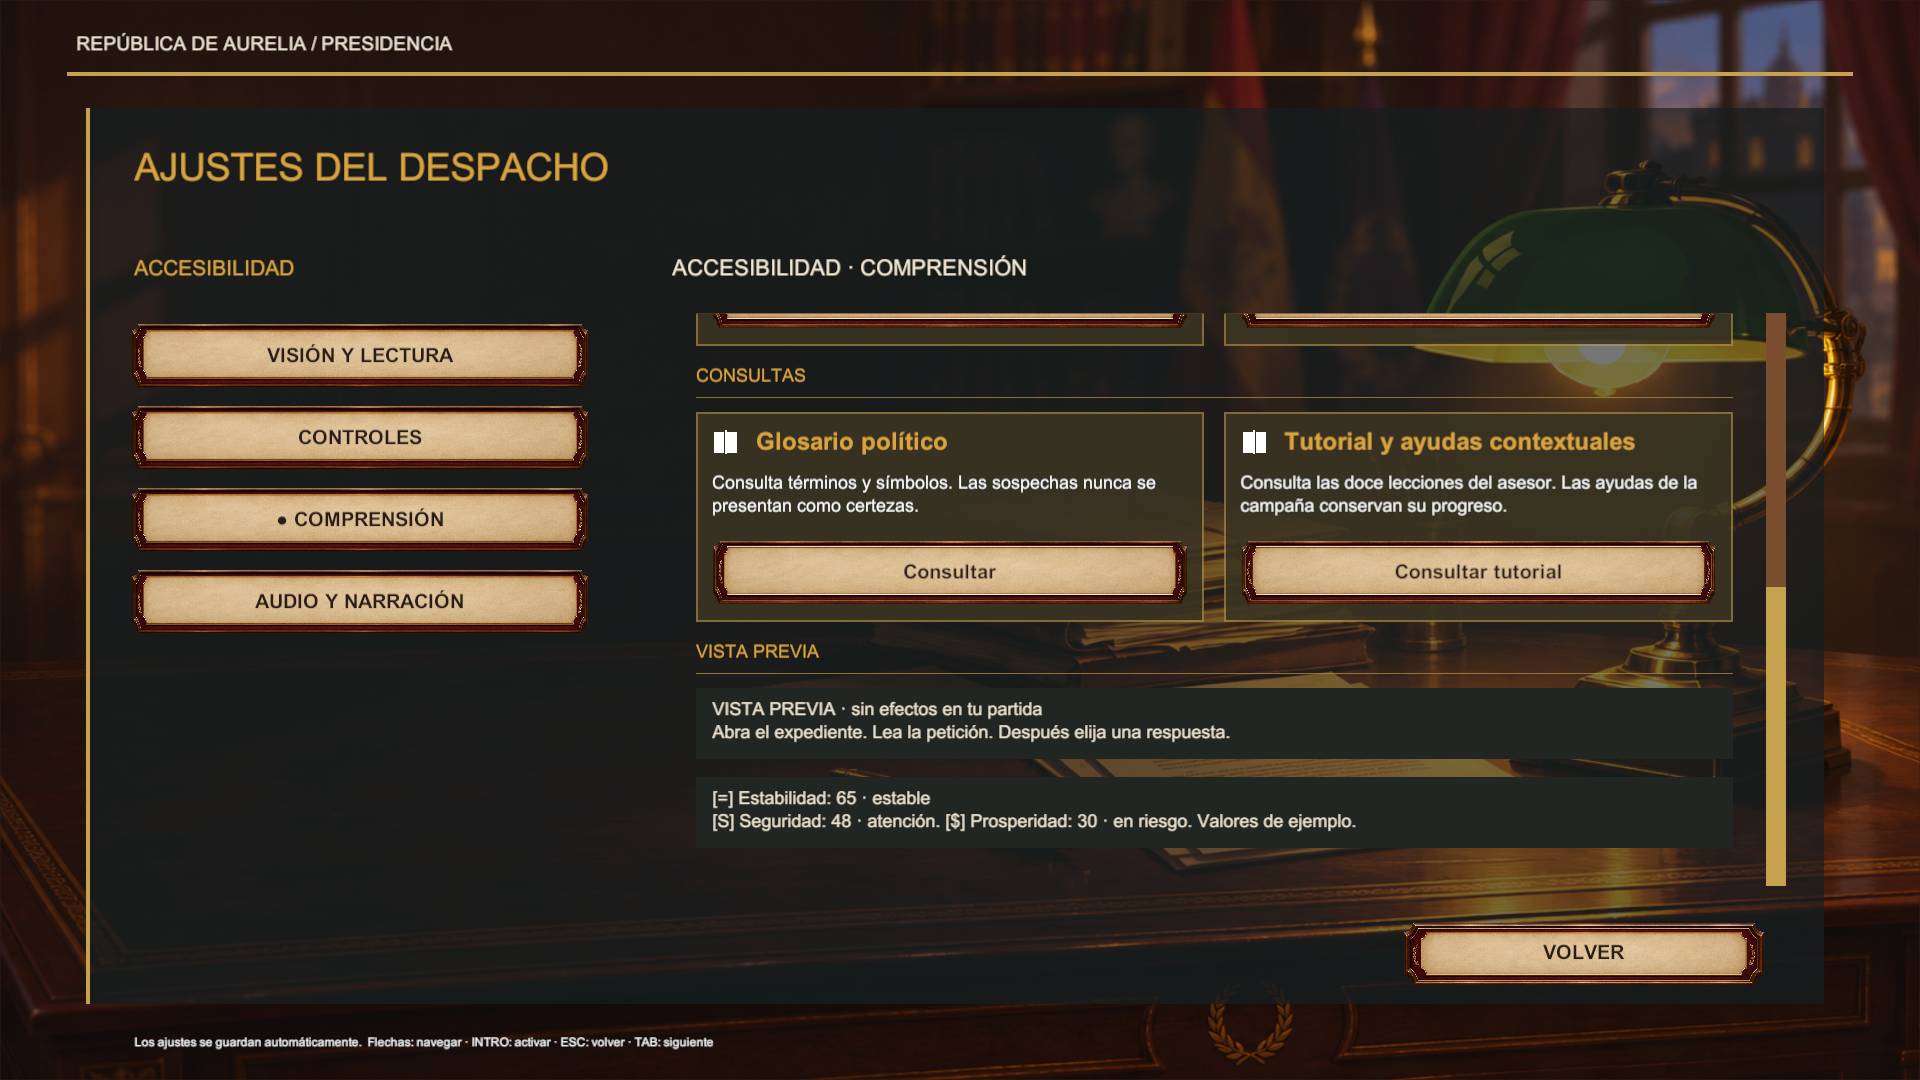 REPÚBLICA DE AURELIA / PRESIDENCIA
AJUSTES DEL DESPACHO
ACCESIBILIDAD
VISIÓN Y LECTURA
CONTROLES
● COMPRENSIÓN
AUDIO Y NARRACIÓN
ACCESIBILIDAD · COMPRENSIÓN
CONSULTAS
Glosario político
Consulta términos y símbolos. Las sospechas nunca se
presentan como certezas.
Consultar
Tutorial y ayudas contextuales
Consulta las doce lecciones del asesor. Las ayudas de la
campaña conservan su progreso.
Consultar tutorial
VISTA PREVIA
VISTA PREVIA · sin efectos en tu partida
Abra el expediente. Lea la petición. Después elija una respuesta.
[=] Estabilidad: 65 · estable
[S] Seguridad: 48 · atención. [$] Prosperidad: 30 · en riesgo. Valores de ejemplo.
VOLVER
Los ajustes se guardan automáticamente. Flechas: navegar · INTRO: activar · ESC: volver · TAB: siguiente